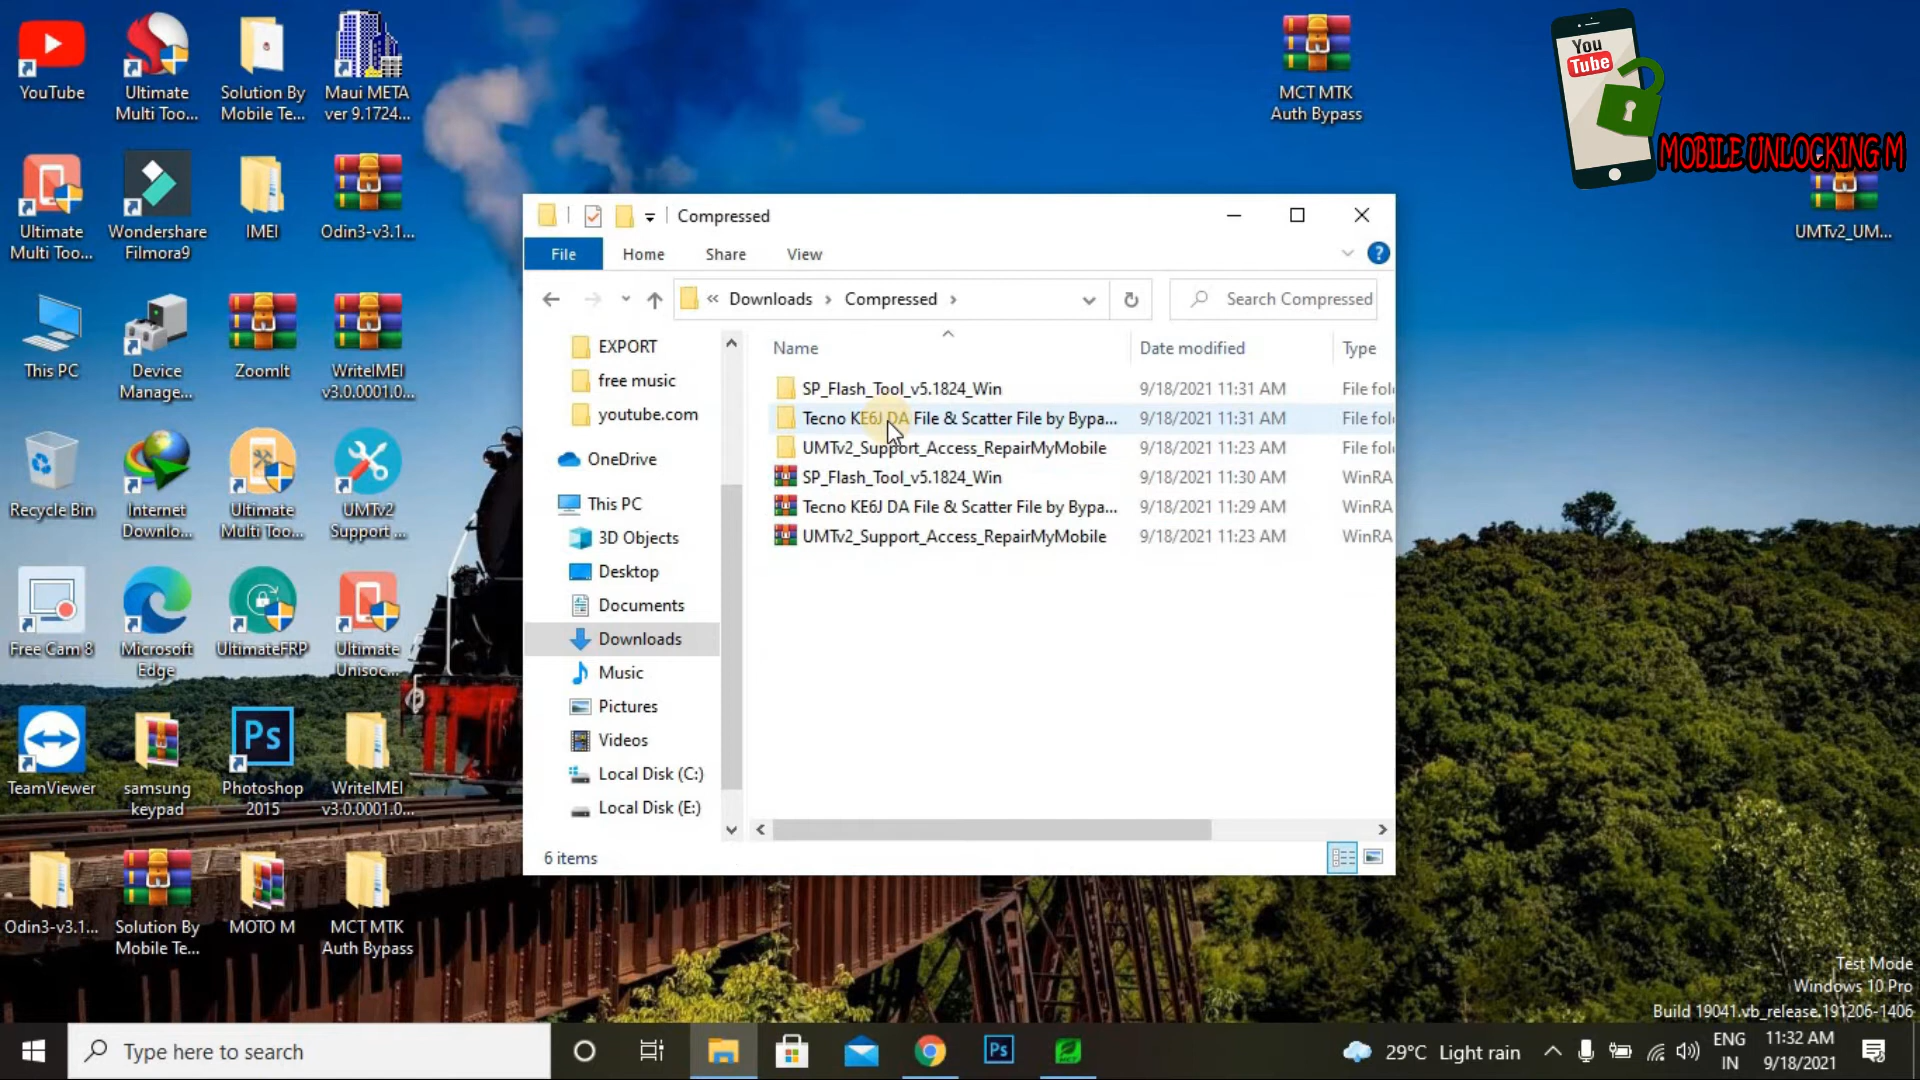 YouTube
Ultimate
Multi Too...
Solution By
Mobile Te...
Maui META
ver 9.1724...
MCT MTK
Auth Bypass
You
Tube
MOBILE UNLOCKING M
Ultimate
Multi Too...
Wondershare
Filmora9
IMEI
Odin3-v3.1...
UMTv2_UM...
This PC
Device
Manage...
ZoomIt
WriteIMEI
v3.0.0001.0...
Recycle Bin
Internet
Downlo...
Ultimate
Multi Too...
UMTv2
Support ...
Free Cam 8
Microsoft
Edge
UltimateFRP
Ultimate
Unisoc...
TeamViewer
samsung
keypad
Ps
Photoshop
2015
WriteIMEI
v3.0.0001.0...
Odin3-v3.1...
Solution By
Mobile Te...
MOTO M
MCT MTK
Auth Bypass
Compressed
File
Home
Share
View
?
«
Downloads › Compressed ›
Search Compressed
EXPORT
free music
youtube.com
OneDrive
This PC
3D Objects
Desktop
Documents
Downloads
Music
Pictures
Videos
Local Disk (C:)
Local Disk (E:)
Name
Date modified
Type
SP_Flash_Tool_v5.1824_Win 9/18/2021 11:31 AM File fol
Tecno KE6J DA File & Scatter File by Bypa... 9/18/2021 11:31 AM File fol
UMTv2_Support_Access_RepairMyMobile 9/18/2021 11:23 AM File fol
SP_Flash_Tool_v5.1824_Win 9/18/2021 11:30 AM WinRA
Tecno KE6J DA File & Scatter File by Bypa... 9/18/2021 11:29 AM WinRA
UMTv2_Support_Access_RepairMyMobile 9/18/2021 11:23 AM WinRA
6 items
Test Mode
Windows 10 Pro
Build 19041.vb_release.191206-1406
Type here to search
Ps
29°C Light rain
ENG
IN
11:32 AM
9/18/2021